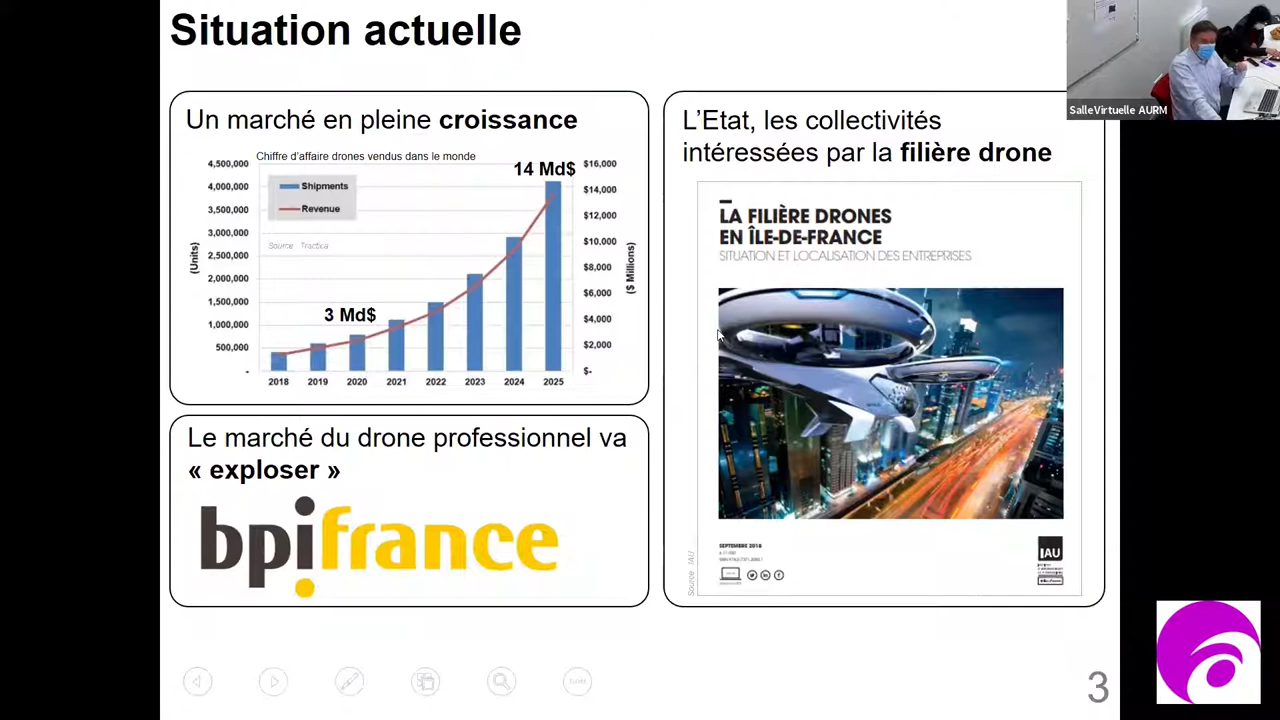 Situation actuelle
Un marché en pleine croissance
Chiffre d'affaire drones vendus dans le monde
14 Md$
3 Md$
Shipments
Revenue
Source Tractica
(Units)
4,500,000
4,000,000
3,500,000
3,000,000
2,500,000
2,000,000
1,500,000
1,000,000
500,000
-
$16,000
$14,000
$12,000
$10,000
$8,000
$6,000
$4,000
$2,000
$-
($ Millions)
2018 2019 2020 2021 2022 2023 2024 2025
Le marché du drone professionnel va
« exploser »
bpifrance
L'Etat, les collectivités
intéressées par la filière drone
LA FILIÈRE DRONES
EN ÎLE-DE-FRANCE
SITUATION ET LOCALISATION DES ENTREPRISES
SEPTEMBRE 2018
IAU
Source IAU
3
Salle Virtuelle AURM